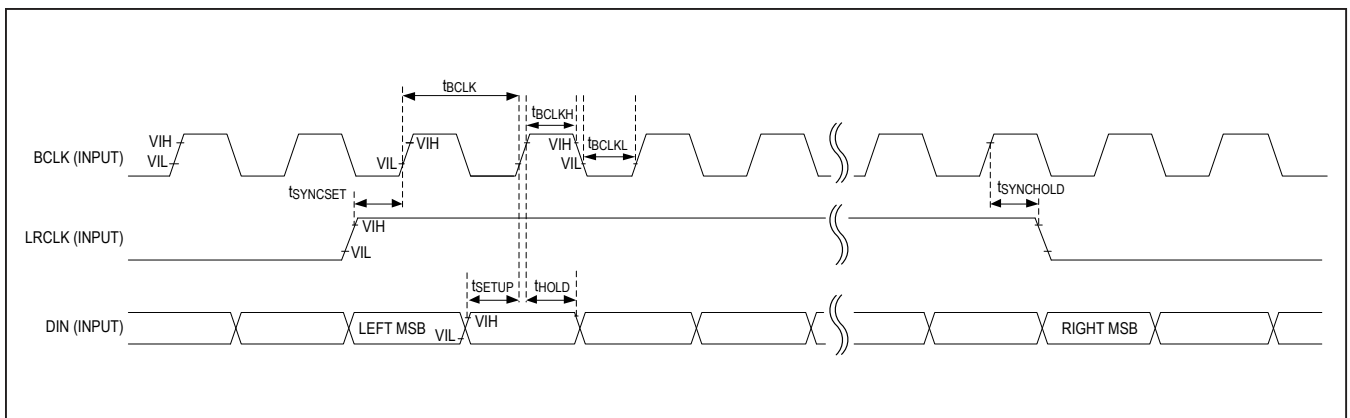 tBCLK
tBCLKH
VIH
VIL
VIH
VIL
VIH
VIL
tBCLKL
BCLK (INPUT)
tSYNCSET
tSYNCHOLD
LRCLK (INPUT)
VIH
VIL
tSETUP
tHOLD
DIN (INPUT)
LEFT MSB
VIL
VIH
RIGHT MSB